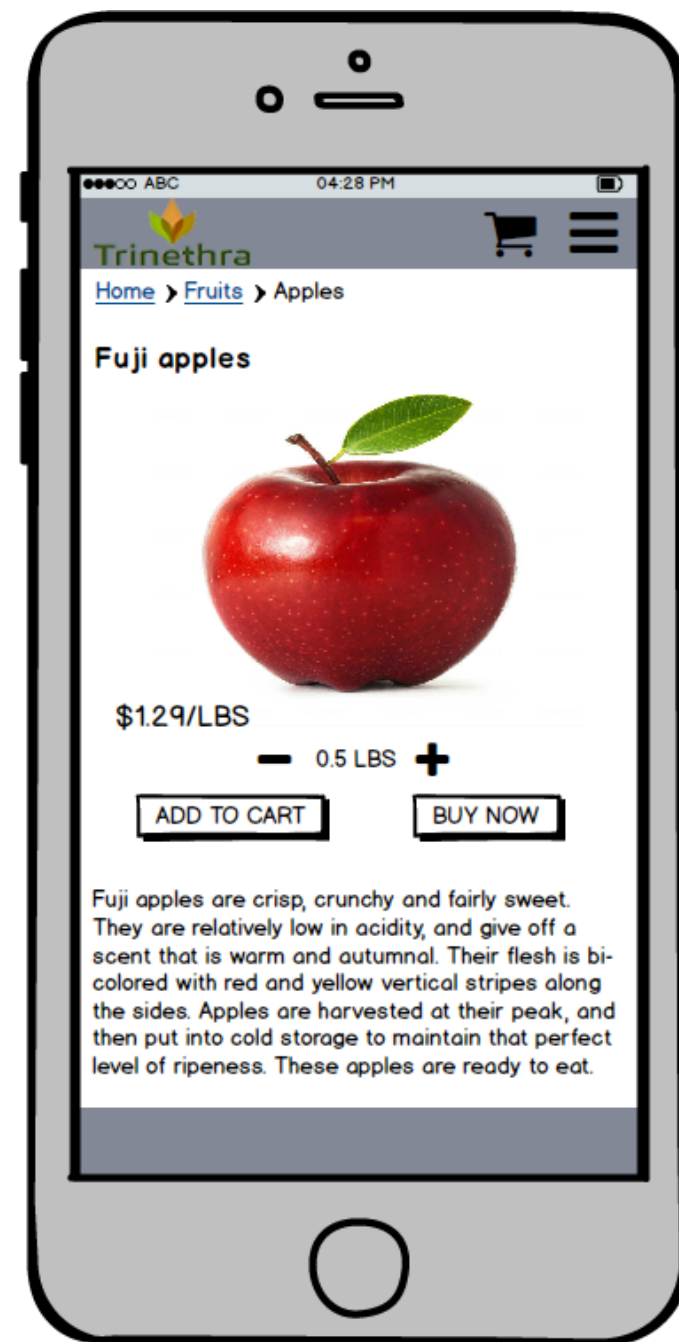 ABC 04:28 PM
Trinethra
Home > Fruits > Apples
Fuji apples
$1.29/LBS
0.5 LBS
ADD TO CART BUY NOW
Fuji apples are crisp, crunchy and fairly sweet.
They are relatively low in acidity, and give off a
scent that is warm and autumnal. Their flesh is bi-
colored with red and yellow vertical stripes along
the sides. Apples are harvested at their peak, and
then put into cold storage to maintain that perfect
level of ripeness. These apples are ready to eat.